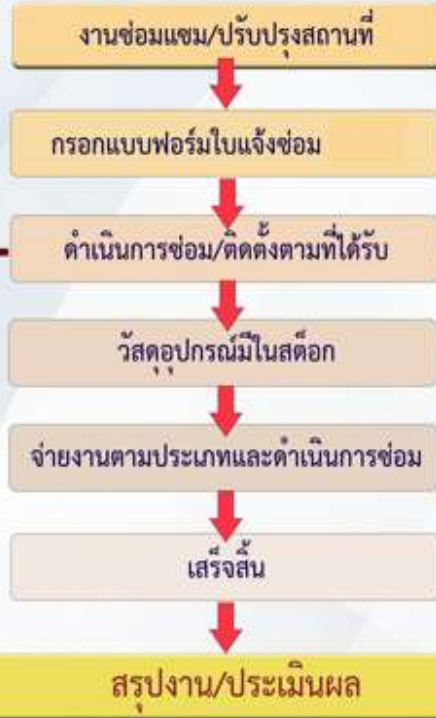 งานซ่อมแซม/ปรับปรุงสถานที่
กรอกแบบฟอร์มใบแจ้งซ่อม
ดำเนินการซ่อม/ติดตั้งตามที่ได้รับ
วัสดุอุปกรณ์มีในสต็อก
จ่ายงานตามประเภทและดำเนินการซ่อม
เสร็จสิ้น
สรุปงาน/ประเมินผล